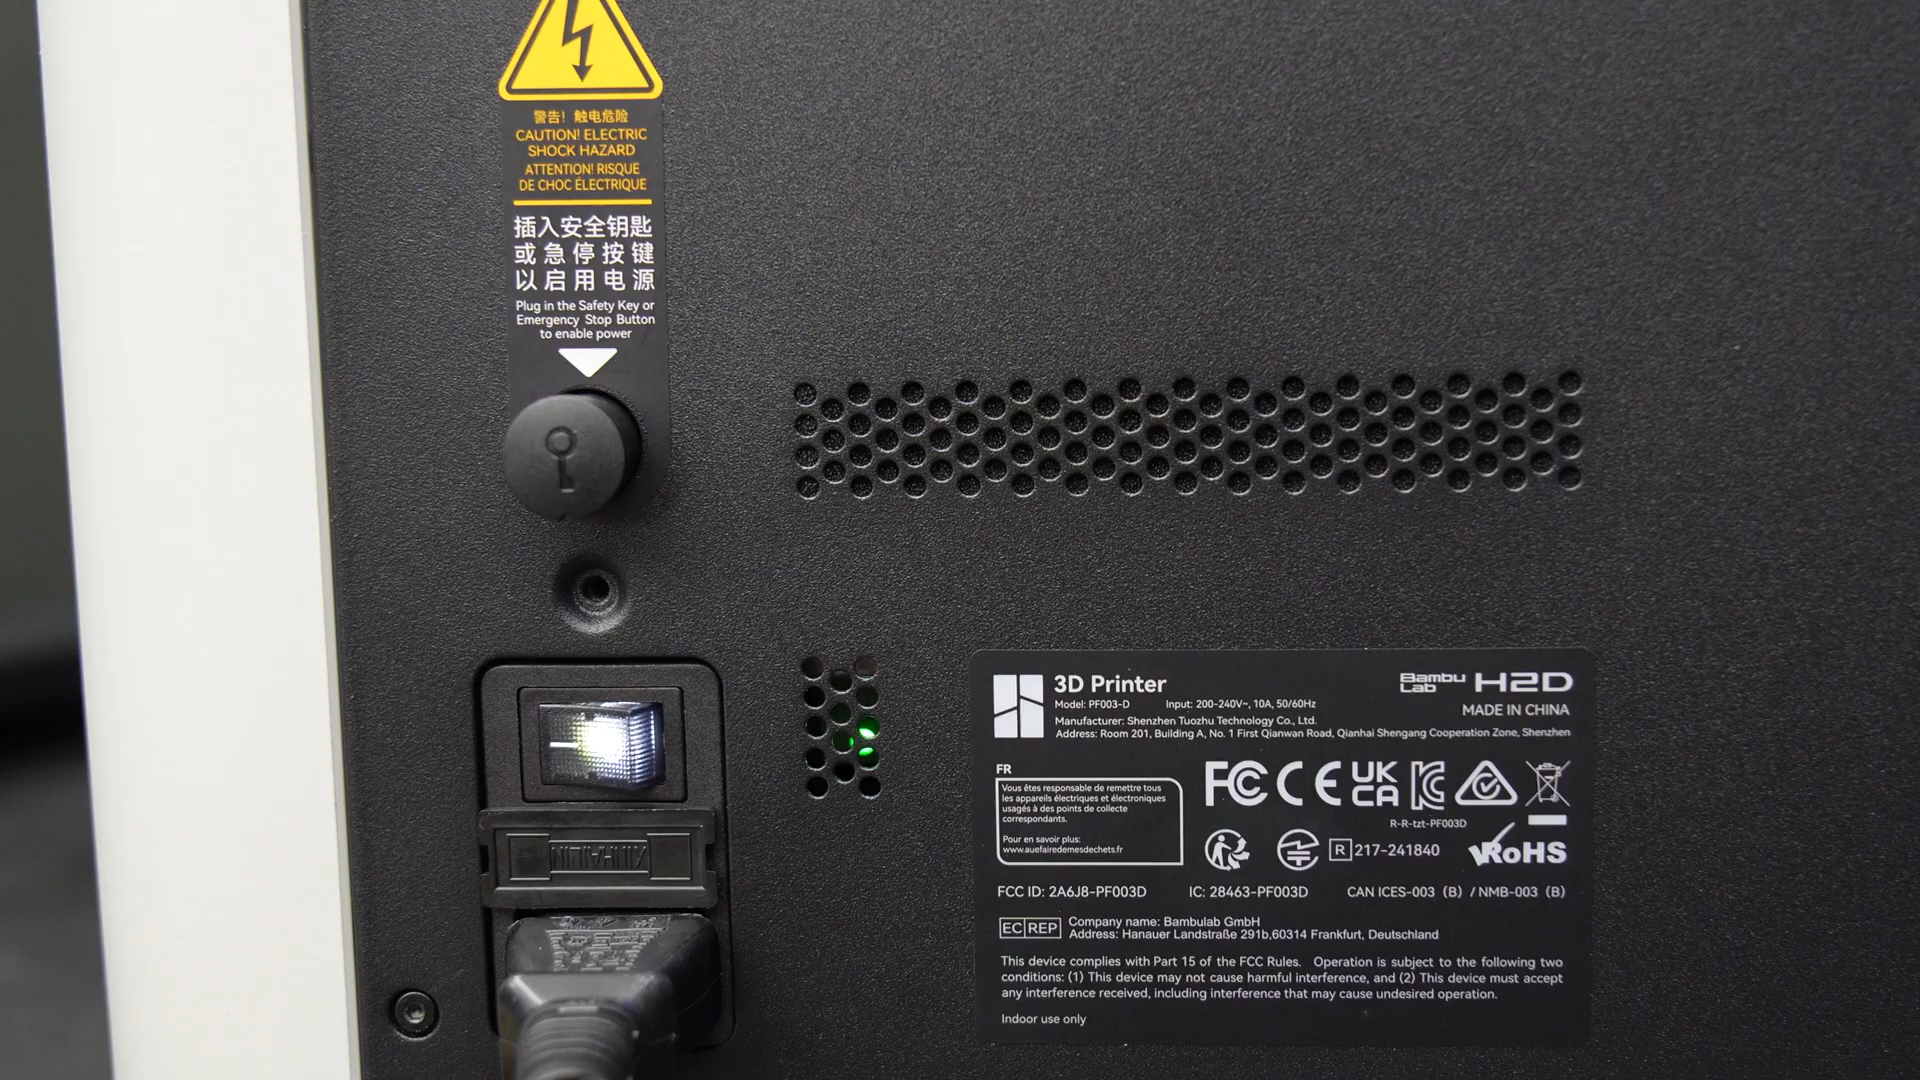 警告！触电危险
CAUTION! ELECTRIC
SHOCK HAZARD
ATTENTION! RISQUE
DE CHOC ÉLECTRIQUE
插入安全钥匙
或急停按键
以启用电源
Plug in the Safety Key or
Emergency Stop Button
to enable power
3D Printer
Bambu Lab H2D
Model: PF003-D Input: 200-240V~, 10A, 50/60Hz
MADE IN CHINA
Manufacturer: Shenzhen Tuozhu Technology Co., Ltd.
Address: Room 201, Building A, No. 1 First Qianwan Road, Qianhai Shengang Cooperation Zone, Shenzhen
FR
Vous êtes responsable de remettre tous
les appareils électriques et électroniques
usagés à des points de collecte
correspondants.
Pour en savoir plus:
www.quefairedemesdechets.fr
FC CE UK CA
R-R-tzt-PF003D
R 217-241840
RoHS
FCC ID: 2A6J8-PF003D IC: 28463-PF003D CAN ICES-003 (B) / NMB-003 (B)
EC REP Company name: Bambulab GmbH
Address: Hanauer Landstraße 291b,60314 Frankfurt, Deutschland
This device complies with Part 15 of the FCC Rules. Operation is subject to the following two
conditions: (1) This device may not cause harmful interference, and (2) This device must accept
any interference received, including interference that may cause undesired operation.
Indoor use only